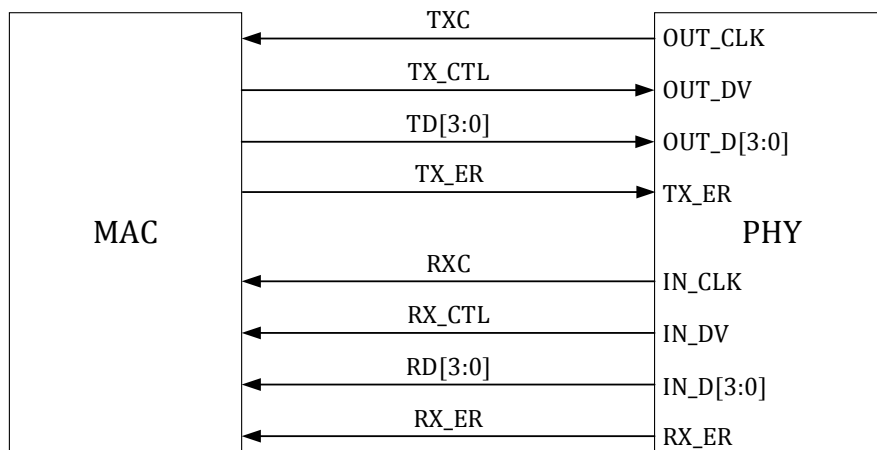 TXC
OUT_CLK
TX_CTL
OUT_DV
TD[3:0]
OUT_D[3:0]
TX_ER
TX_ER
MAC
PHY
RXC
IN_CLK
RX_CTL
IN_DV
RD[3:0]
IN_D[3:0]
RX_ER
RX_ER